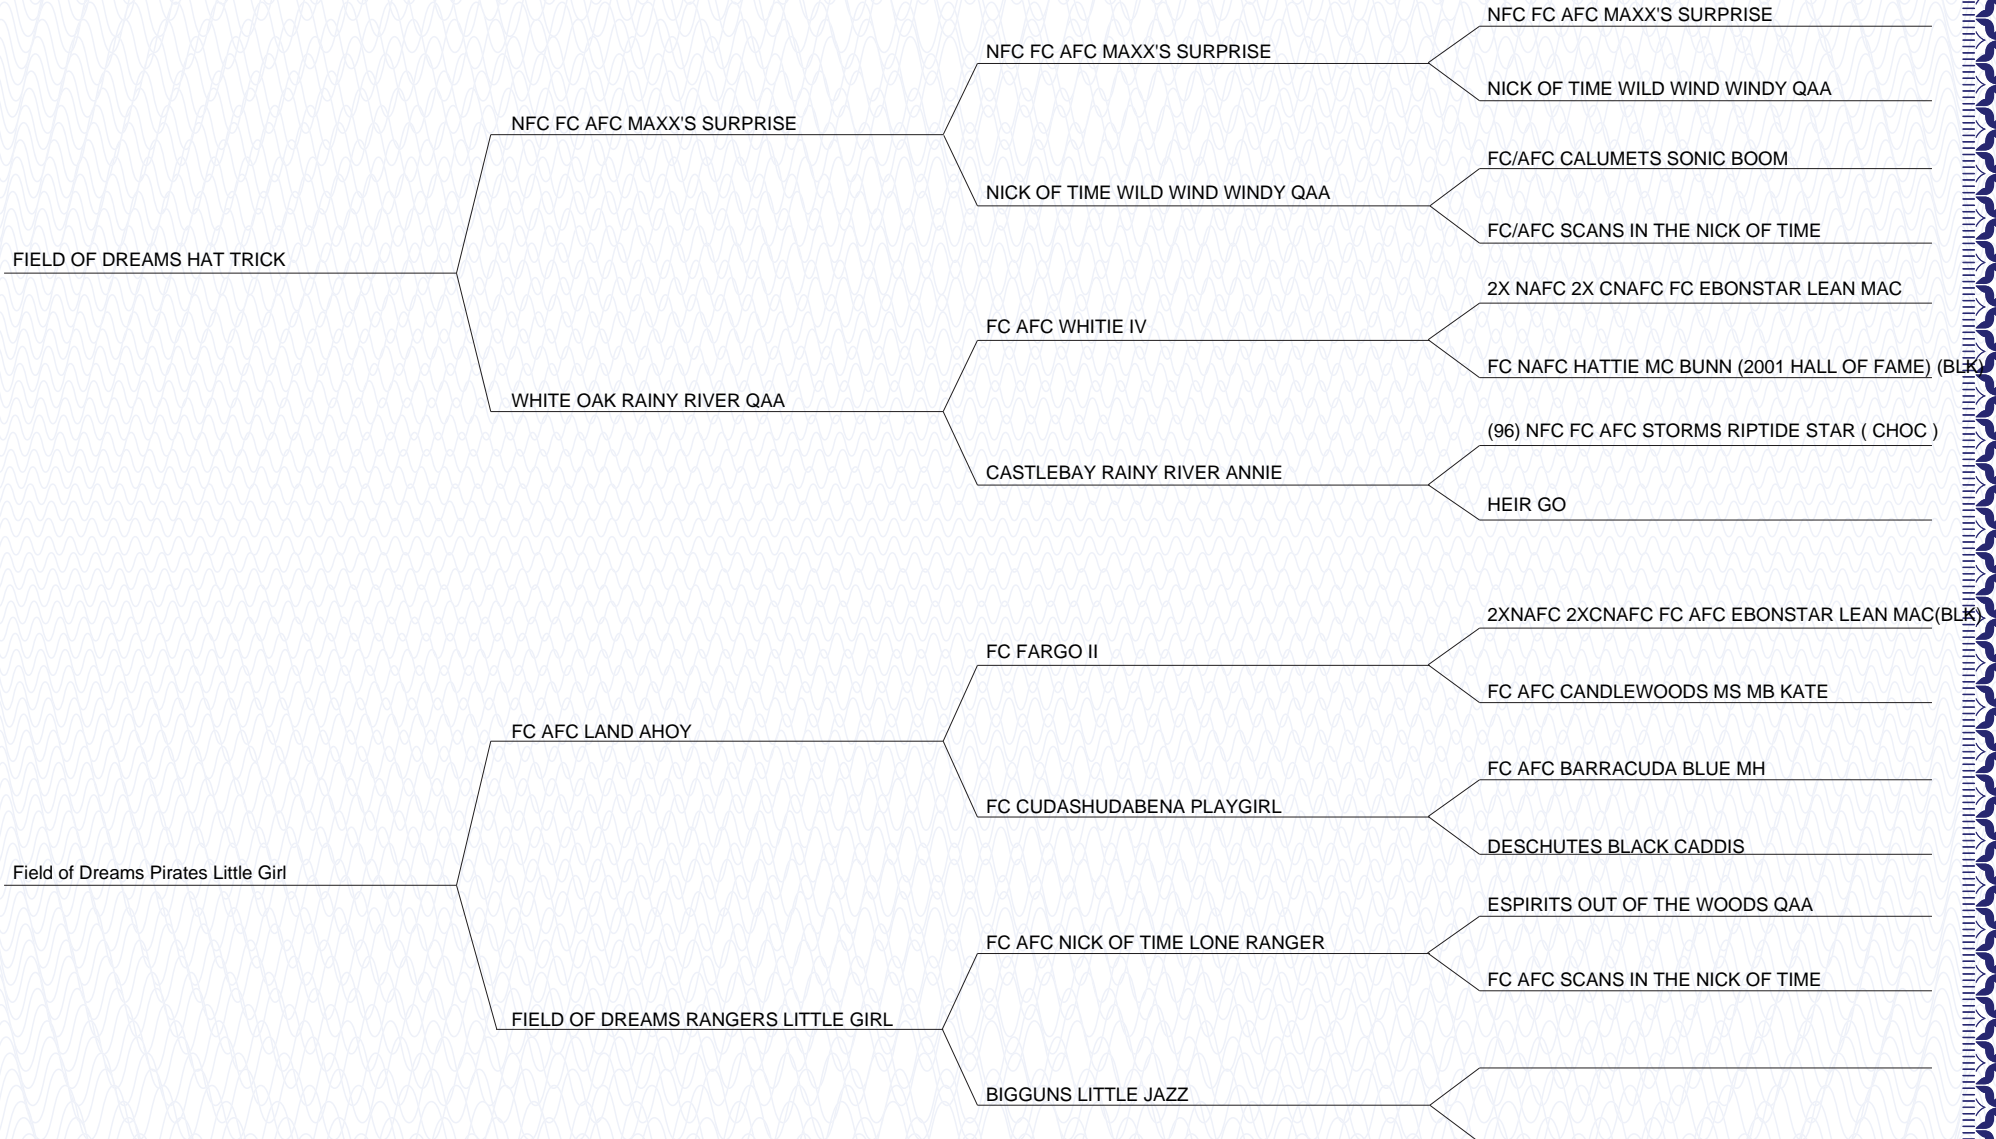 NFC FC AFC MAXX'S SURPRISE
NFC FC AFC MAXX'S SURPRISE
NICK OF TIME WILD WIND WINDY QAA
NFC FC AFC MAXX'S SURPRISE
FC/AFC CALUMETS SONIC BOOM
NICK OF TIME WILD WIND WINDY QAA
FC/AFC SCANS IN THE NICK OF TIME
FIELD OF DREAMS HAT TRICK
2X NAFC 2X CNAFC FC EBONSTAR LEAN MAC
FC AFC WHITIE IV
FC NAFC HATTIE MC BUNN (2001 HALL OF FAME) (BLK)
WHITE OAK RAINY RIVER QAA
(96) NFC FC AFC STORMS RIPTIDE STAR ( CHOC )
CASTLEBAY RAINY RIVER ANNIE
HEIR GO
2XNAFC 2XCNAFC FC AFC EBONSTAR LEAN MAC(BLK)
FC FARGO II
FC AFC CANDLEWOODS MS MB KATE
FC AFC LAND AHOY
FC AFC BARRACUDA BLUE MH
FC CUDASHUDABENA PLAYGIRL
DESCHUTES BLACK CADDIS
Field of Dreams Pirates Little Girl
ESPIRITS OUT OF THE WOODS QAA
FC AFC NICK OF TIME LONE RANGER
FC AFC SCANS IN THE NICK OF TIME
FIELD OF DREAMS RANGERS LITTLE GIRL
BIGGUNS LITTLE JAZZ